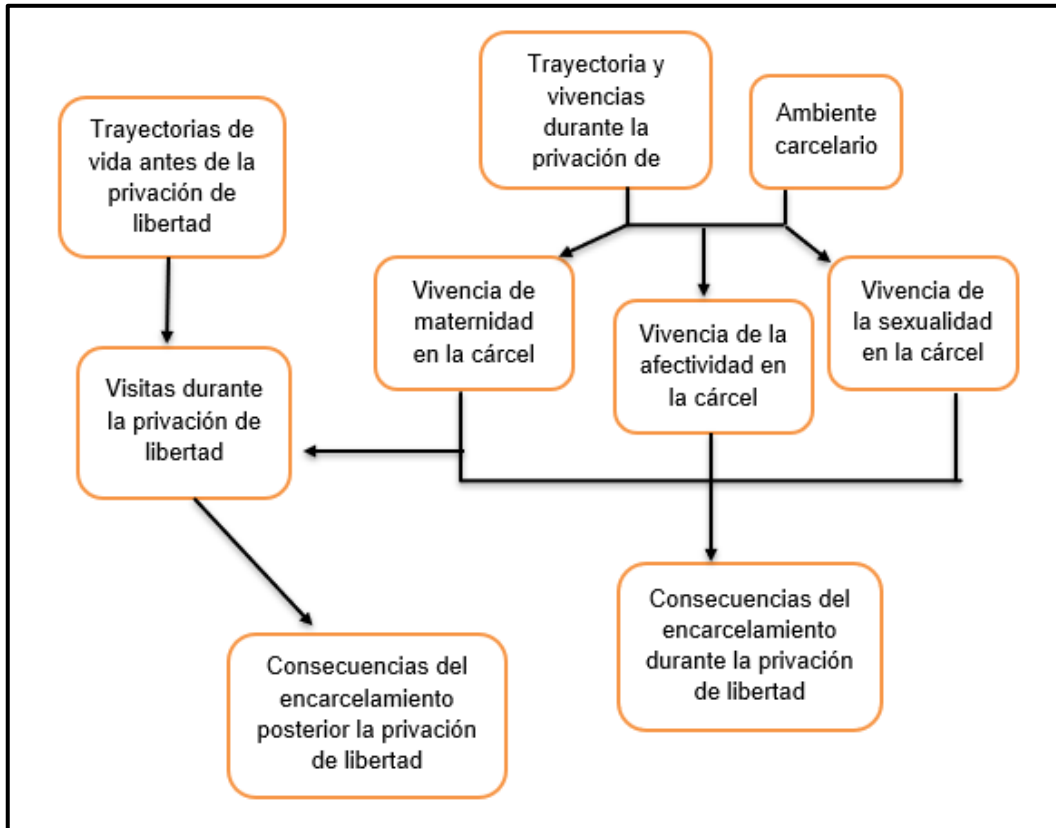 Trayectorias de
vida antes de la
privación de
libertad
Trayectoria y
vivencias
durante la
privación de
Ambiente
carcelario
Vivencia de
maternidad
en la cárcel
Vivencia de la
afectividad en
la cárcel
Vivencia de
la sexualidad
en la cárcel
Visitas durante
la privación de
libertad
Consecuencias del
encarcelamiento
posterior la privación
de libertad
Consecuencias del
encarcelamiento
durante la privación
de libertad